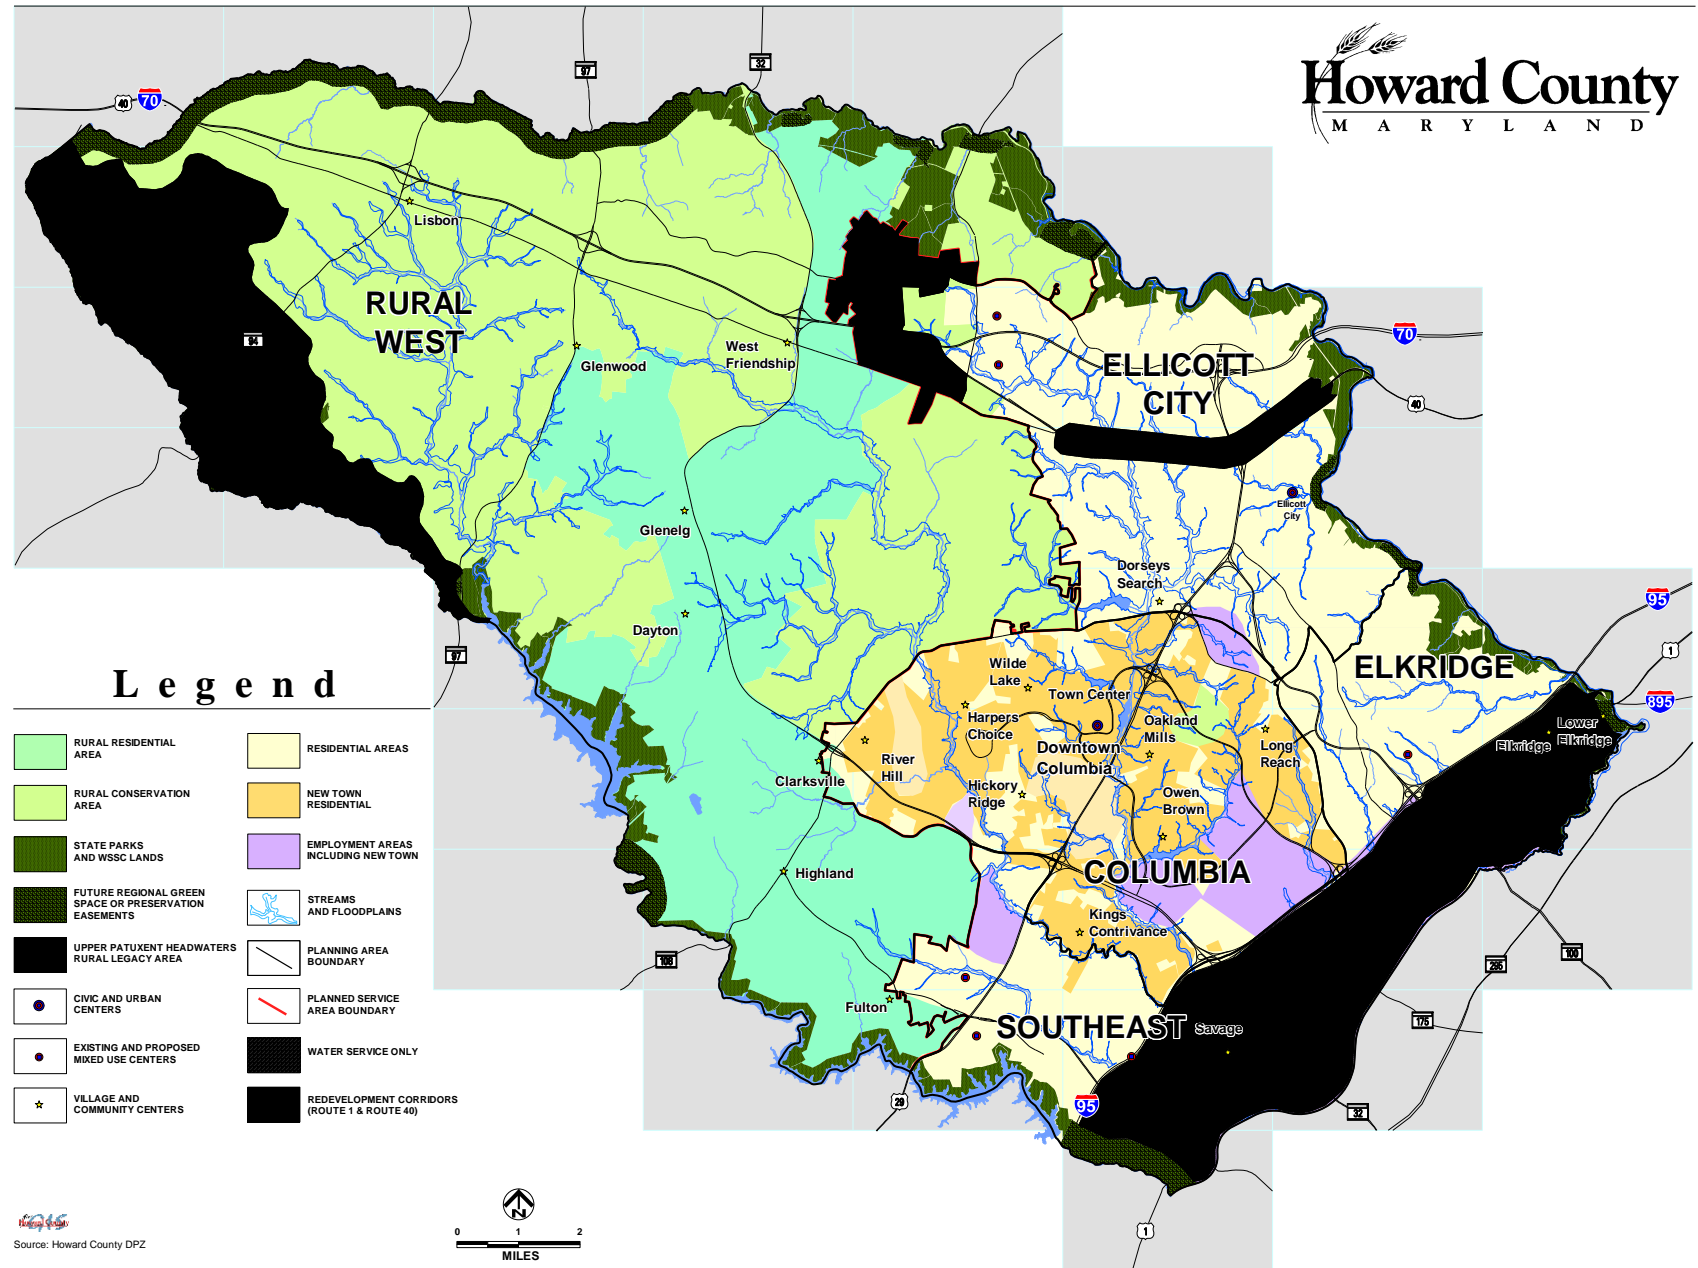 Howard County
MARYLAND
40
70
97
32
Lisbon
RURAL
WEST
94
Glenwood
West
Friendship
ELLICOTT
CITY
70
40
Ellicott
City
Glenelg
Dorseys
Search
95
1
895
Dayton
97
ELKRIDGE
Wilde
Lake
Town Center
Harpers
Choice
Oakland
Mills
Downtown
Columbia
Long
Reach
Lower
Elkridge
Elkridge
River
Hill
Clarksville
Hickory
Ridge
Owen
Brown
Highland
COLUMBIA
Kings
Contrivance
108
Fulton
SOUTHEAST
Savage
100
295
175
32
29
95
1
Legend
RURAL RESIDENTIAL
AREA
RURAL CONSERVATION
AREA
STATE PARKS
AND WSSC LANDS
FUTURE REGIONAL GREEN
SPACE OR PRESERVATION
EASEMENTS
UPPER PATUXENT HEADWATERS
RURAL LEGACY AREA
CIVIC AND URBAN
CENTERS
EXISTING AND PROPOSED
MIXED USE CENTERS
VILLAGE AND
COMMUNITY CENTERS
RESIDENTIAL AREAS
NEW TOWN
RESIDENTIAL
EMPLOYMENT AREAS
INCLUDING NEW TOWN
STREAMS
AND FLOODPLAINS
PLANNING AREA
BOUNDARY
PLANNED SERVICE
AREA BOUNDARY
WATER SERVICE ONLY
REDEVELOPMENT CORRIDORS
(ROUTE 1 & ROUTE 40)
N
0 1 2
MILES
Howard County
GIS
Source: Howard County DPZ